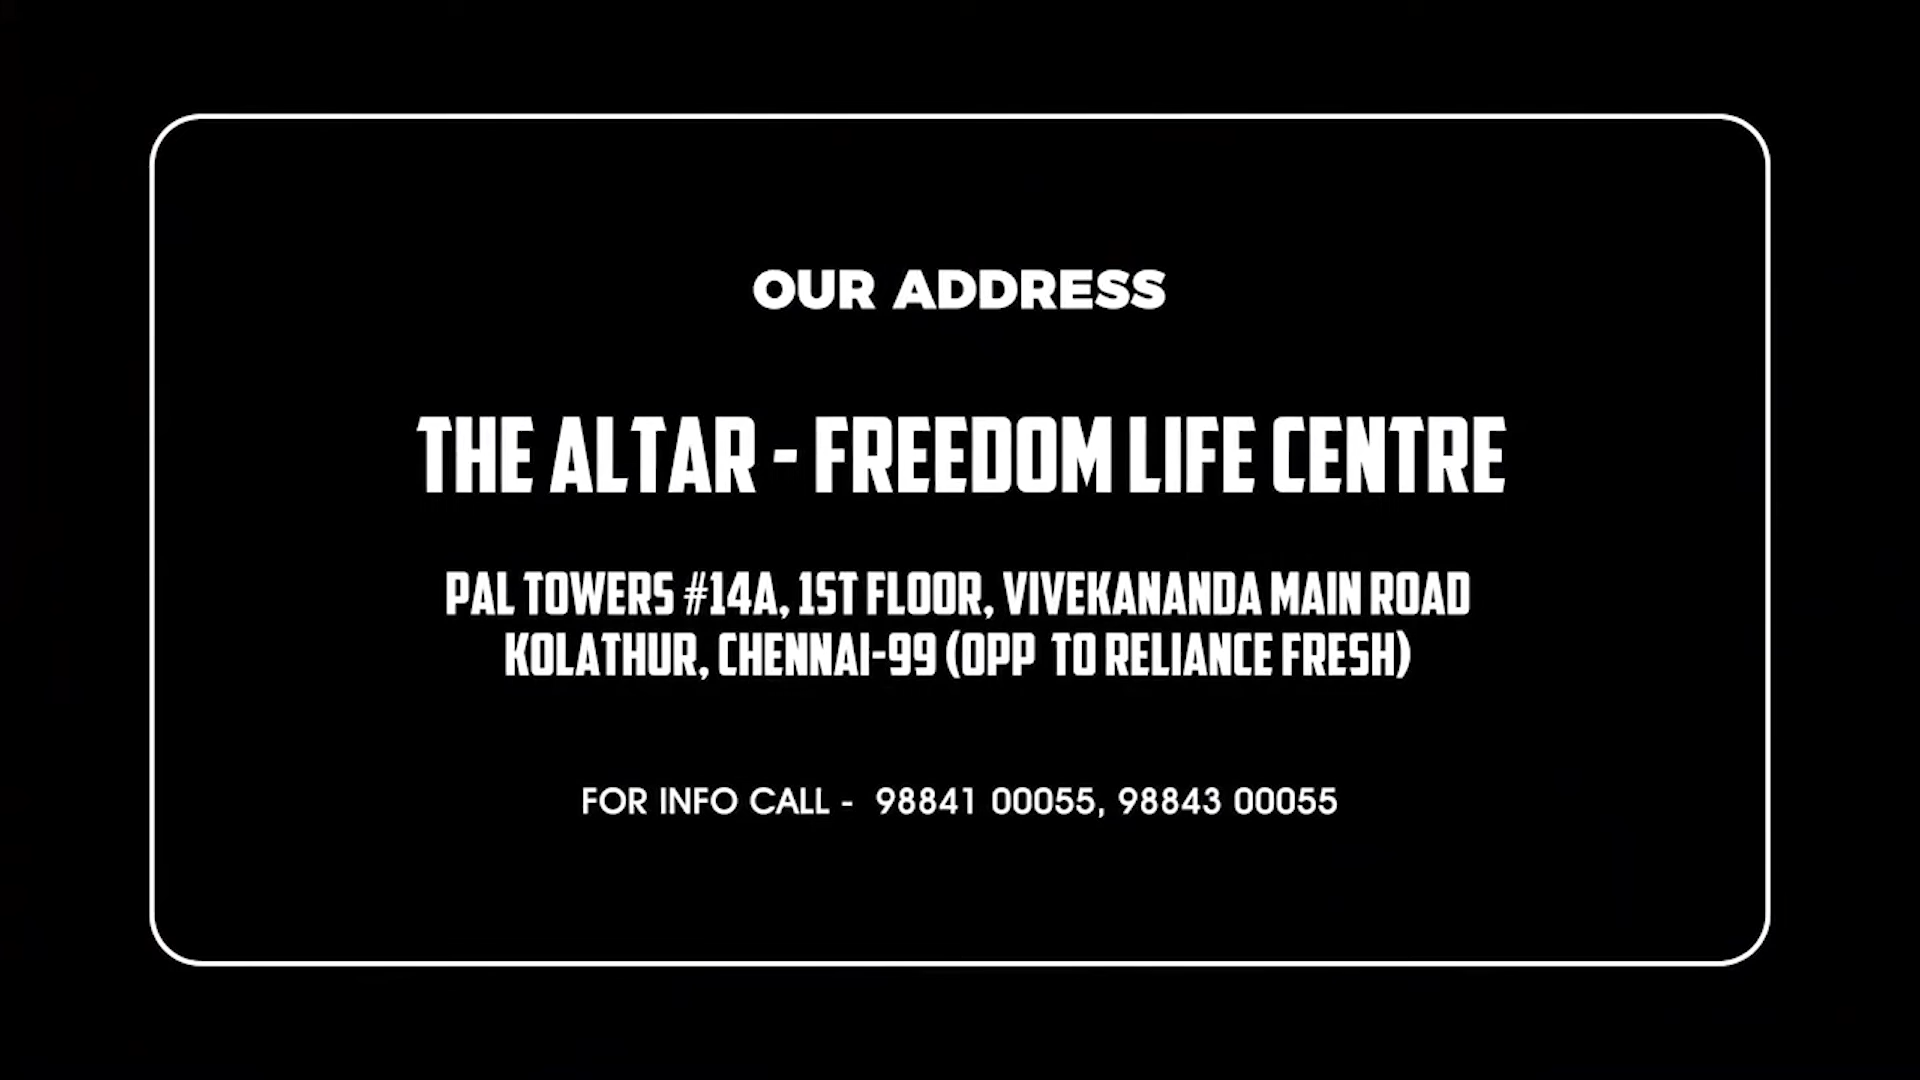 OUR ADDRESS
THE ALTAR - FREEDOM LIFE CENTRE
PAL TOWERS #14A, 1ST FLOOR, VIVEKANANDA MAIN ROAD
KOLATHUR, CHENNAI-99 (OPP TO RELIANCE FRESH)
FOR INFO CALL - 98841 00055, 98843 00055